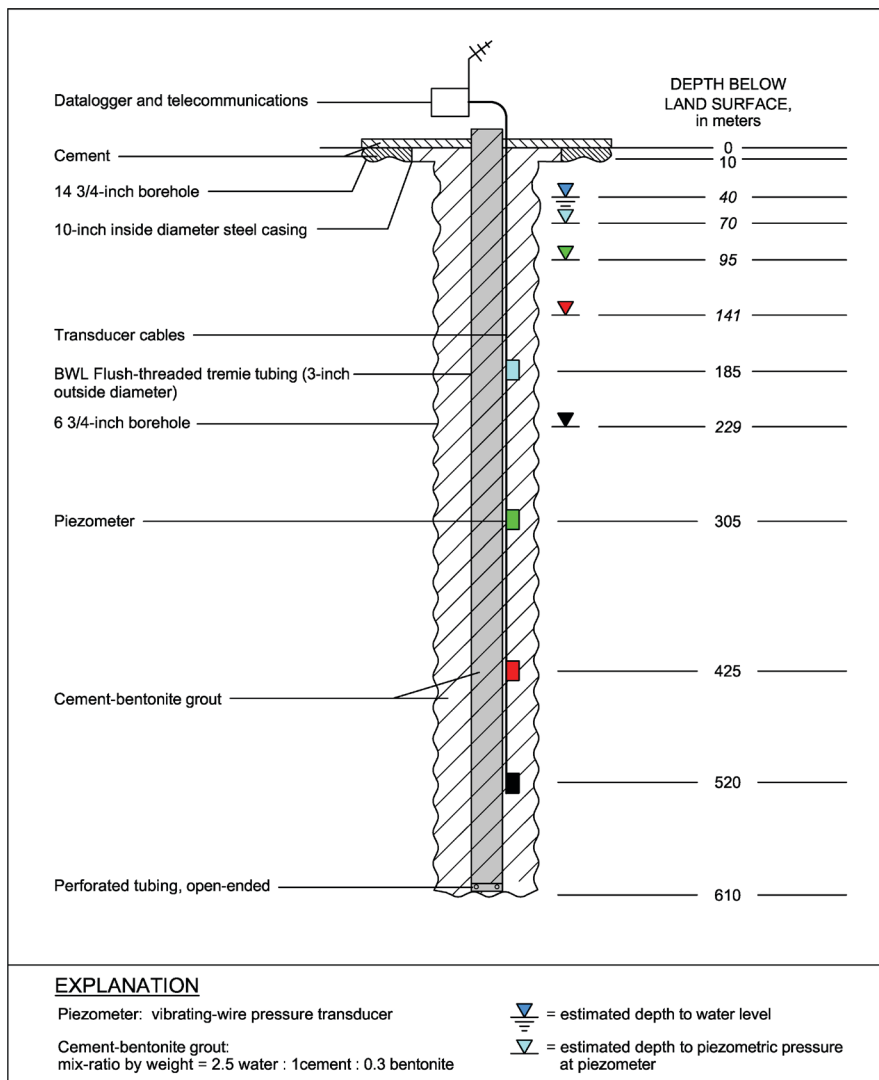 DEPTH BELOW
LAND SURFACE,
in meters
Datalogger and telecommunications
0
Cement
10
14 3/4-inch borehole
40
10-inch inside diameter steel casing
70
95
141
Transducer cables
BWL Flush-threaded tremie tubing (3-inch
outside diameter)
185
6 3/4-inch borehole
229
Piezometer
305
425
Cement-bentonite grout
520
Perforated tubing, open-ended
610
EXPLANATION
Piezometer: vibrating-wire pressure transducer
Cement-bentonite grout:
mix-ratio by weight = 2.5 water : 1cement : 0.3 bentonite
= estimated depth to water level
= estimated depth to piezometric pressure
at piezometer